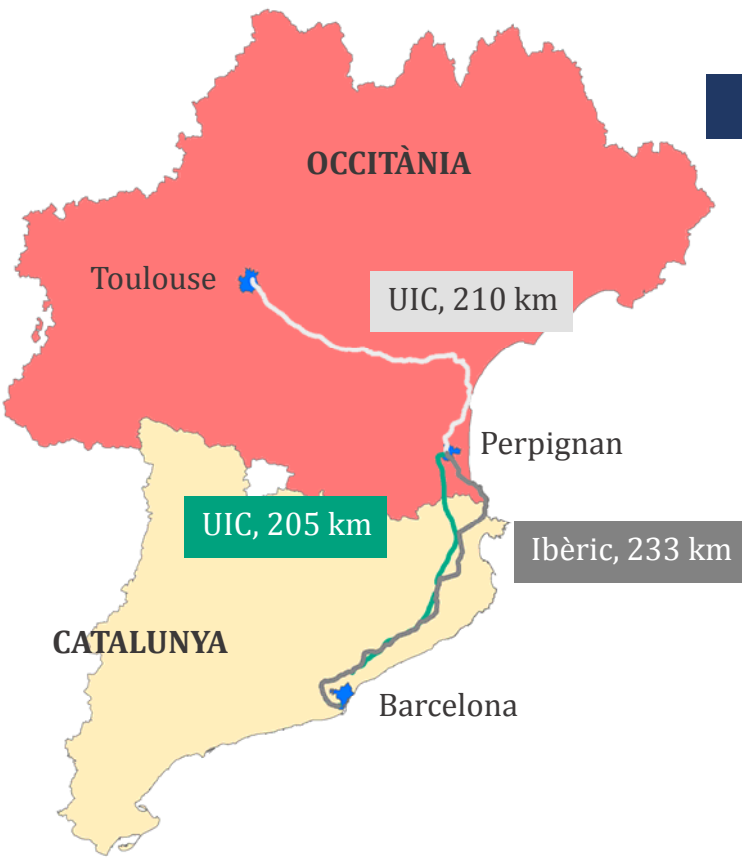 OCCITÀNIA
Toulouse
UIC, 210 km
Perpignan
UIC, 205 km
Ibèric, 233 km
CATALUNYA
Barcelona